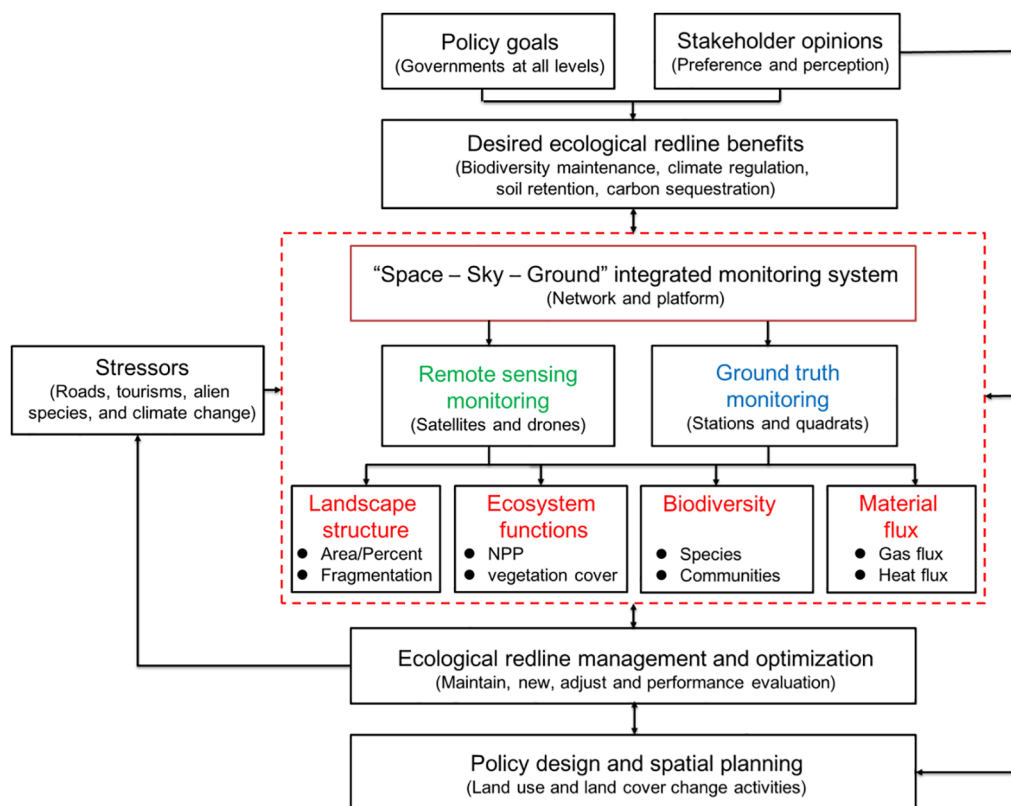 Policy goals
(Governments at all levels)
Stakeholder opinions
(Preference and perception)
Desired ecological redline benefits
(Biodiversity maintenance, climate regulation,
soil retention, carbon sequestration)
“Space – Sky – Ground” integrated monitoring system
(Network and platform)
Stressors
(Roads, tourisms, alien
species, and climate change)
Remote sensing
monitoring
(Satellites and drones)
Ground truth
monitoring
(Stations and quadrats)
Landscape
structure
● Area/Percent
● Fragmentation
Ecosystem
functions
● NPP
● vegetation cover
Biodiversity
● Species
● Communities
Material
flux
● Gas flux
● Heat flux
Ecological redline management and optimization
(Maintain, new, adjust and performance evaluation)
Policy design and spatial planning
(Land use and land cover change activities)